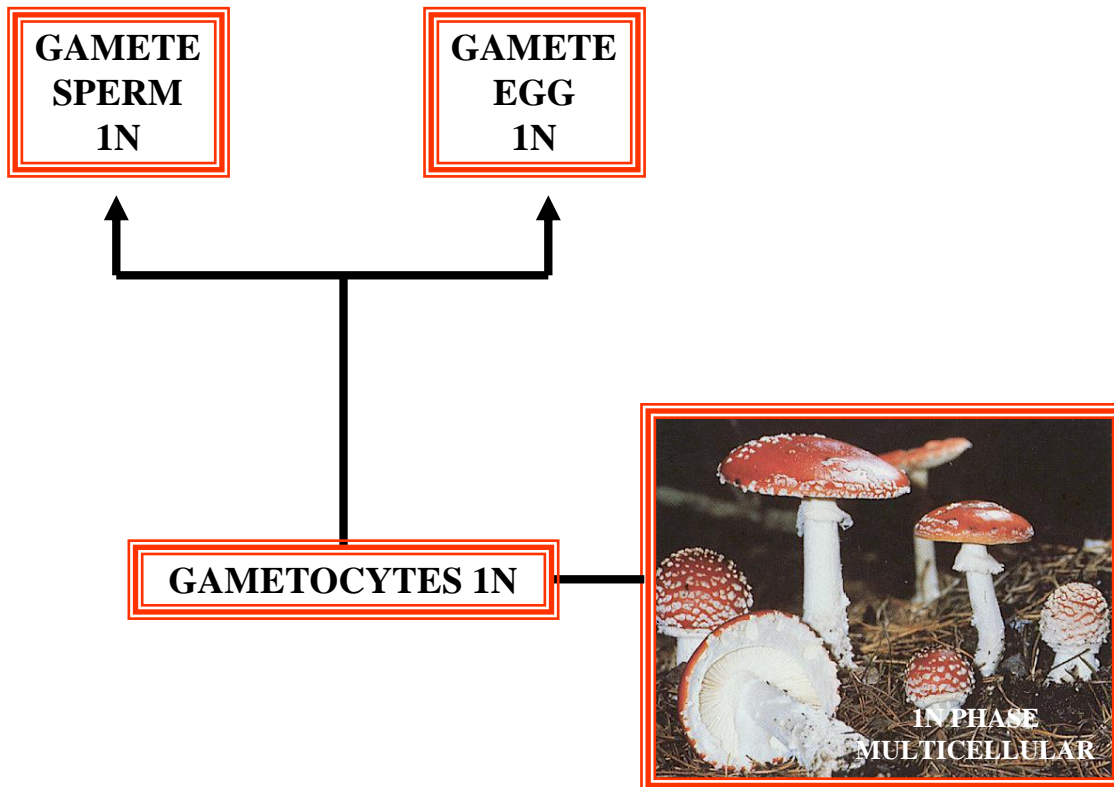 GAMETE
SPERM
1N
GAMETE
EGG
1N
GAMETOCYTES 1N
1N PHASE
MULTICELLULAR